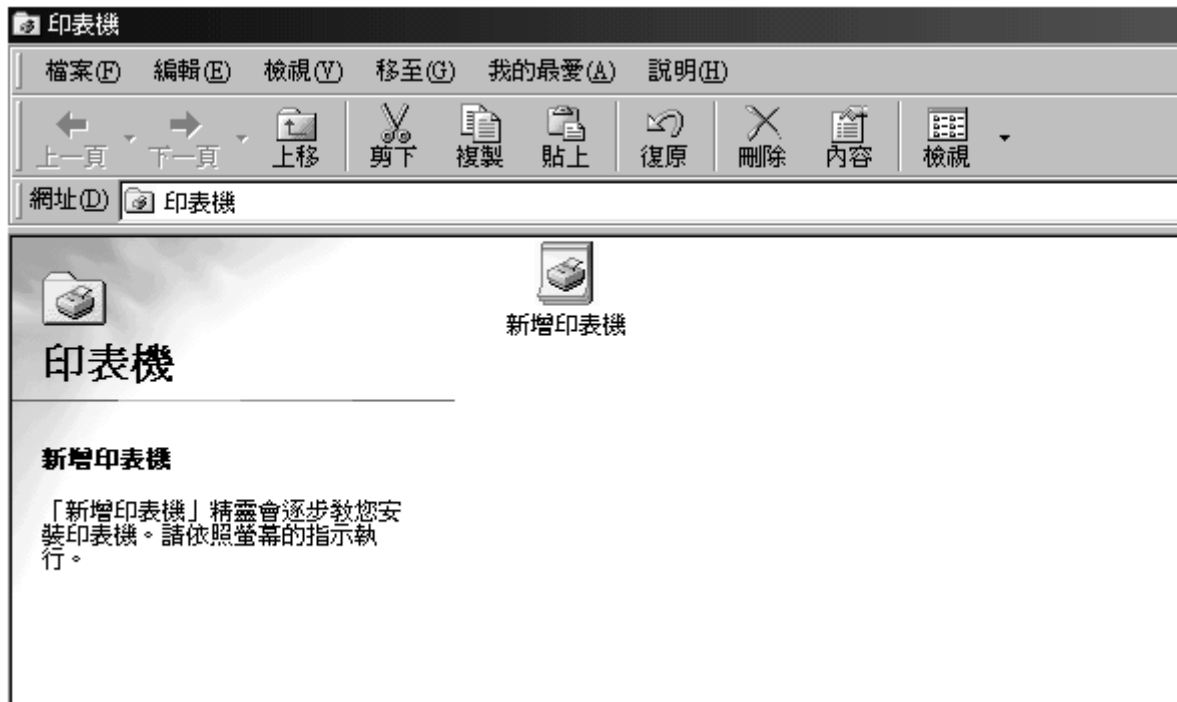 印表機
檔案(F) 編輯(E) 檢視(V) 移至(G) 我的最愛(A) 說明(H)
上一頁 下一頁 上移 剪下 複製 貼上 復原 刪除 內容 檢視
網址(D) 印表機
新增印表機
印表機
新增印表機
「新增印表機」精靈會逐步教您安
裝印表機。請依照螢幕的指示執
行。